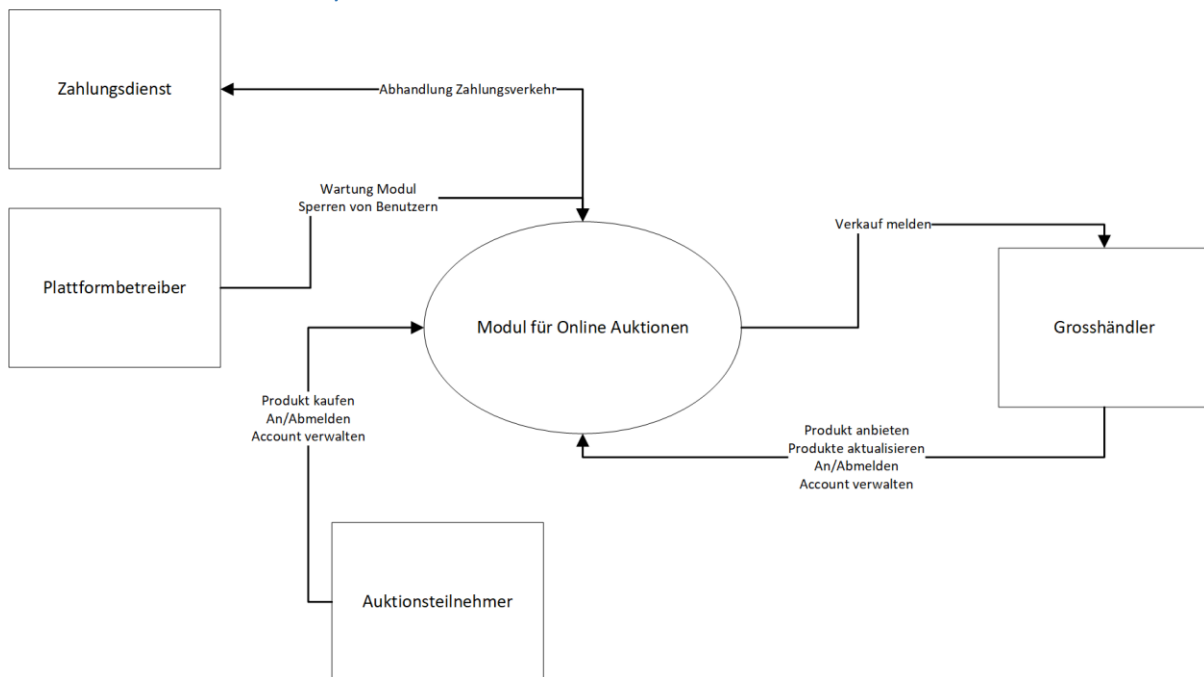 Zahlungsdienst
Abhandlung Zahlungsverkehr
Wartung Modul
Sperren von Benutzern
Plattformbetreiber
Verkauf melden
Modul für Online Auktionen
Grosshändler
Produkt kaufen
An/Abmelden
Account verwalten
Produkt anbieten
Produkte aktualisieren
An/Abmelden
Account verwalten
Auktionsteilnehmer